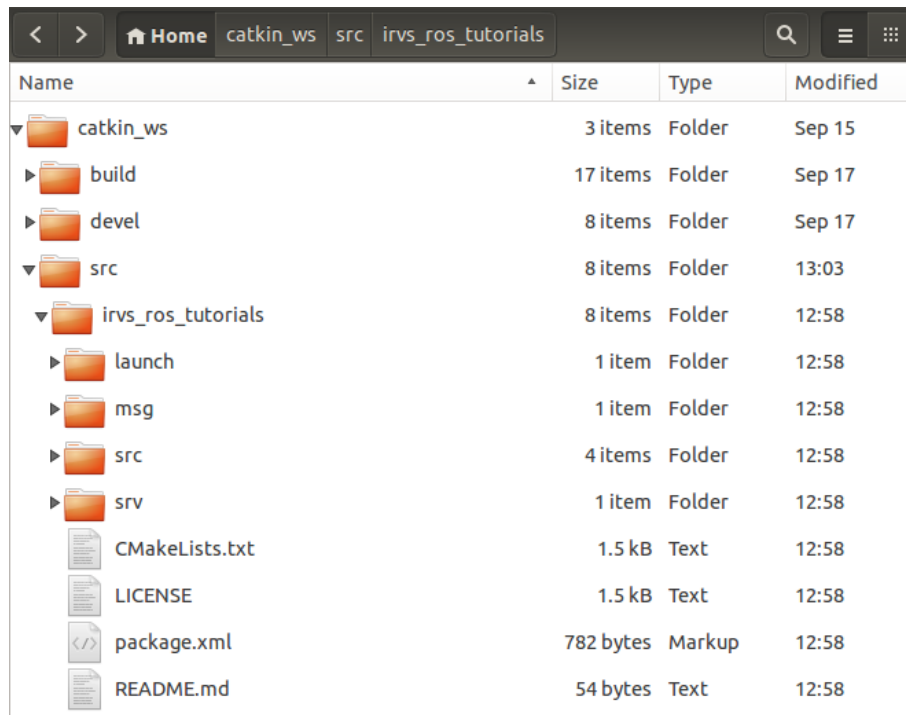 Home catkin_ws src irvs_ros_tutorials
Name Size Type Modified
catkin_ws 3 items Folder Sep 15
build 17 items Folder Sep 17
devel 8 items Folder Sep 17
src 8 items Folder 13:03
irvs_ros_tutorials 8 items Folder 12:58
launch 1 item Folder 12:58
msg 1 item Folder 12:58
src 4 items Folder 12:58
srv 1 item Folder 12:58
CMakeLists.txt 1.5 kB Text 12:58
LICENSE 1.5 kB Text 12:58
package.xml 782 bytes Markup 12:58
README.md 54 bytes Text 12:58